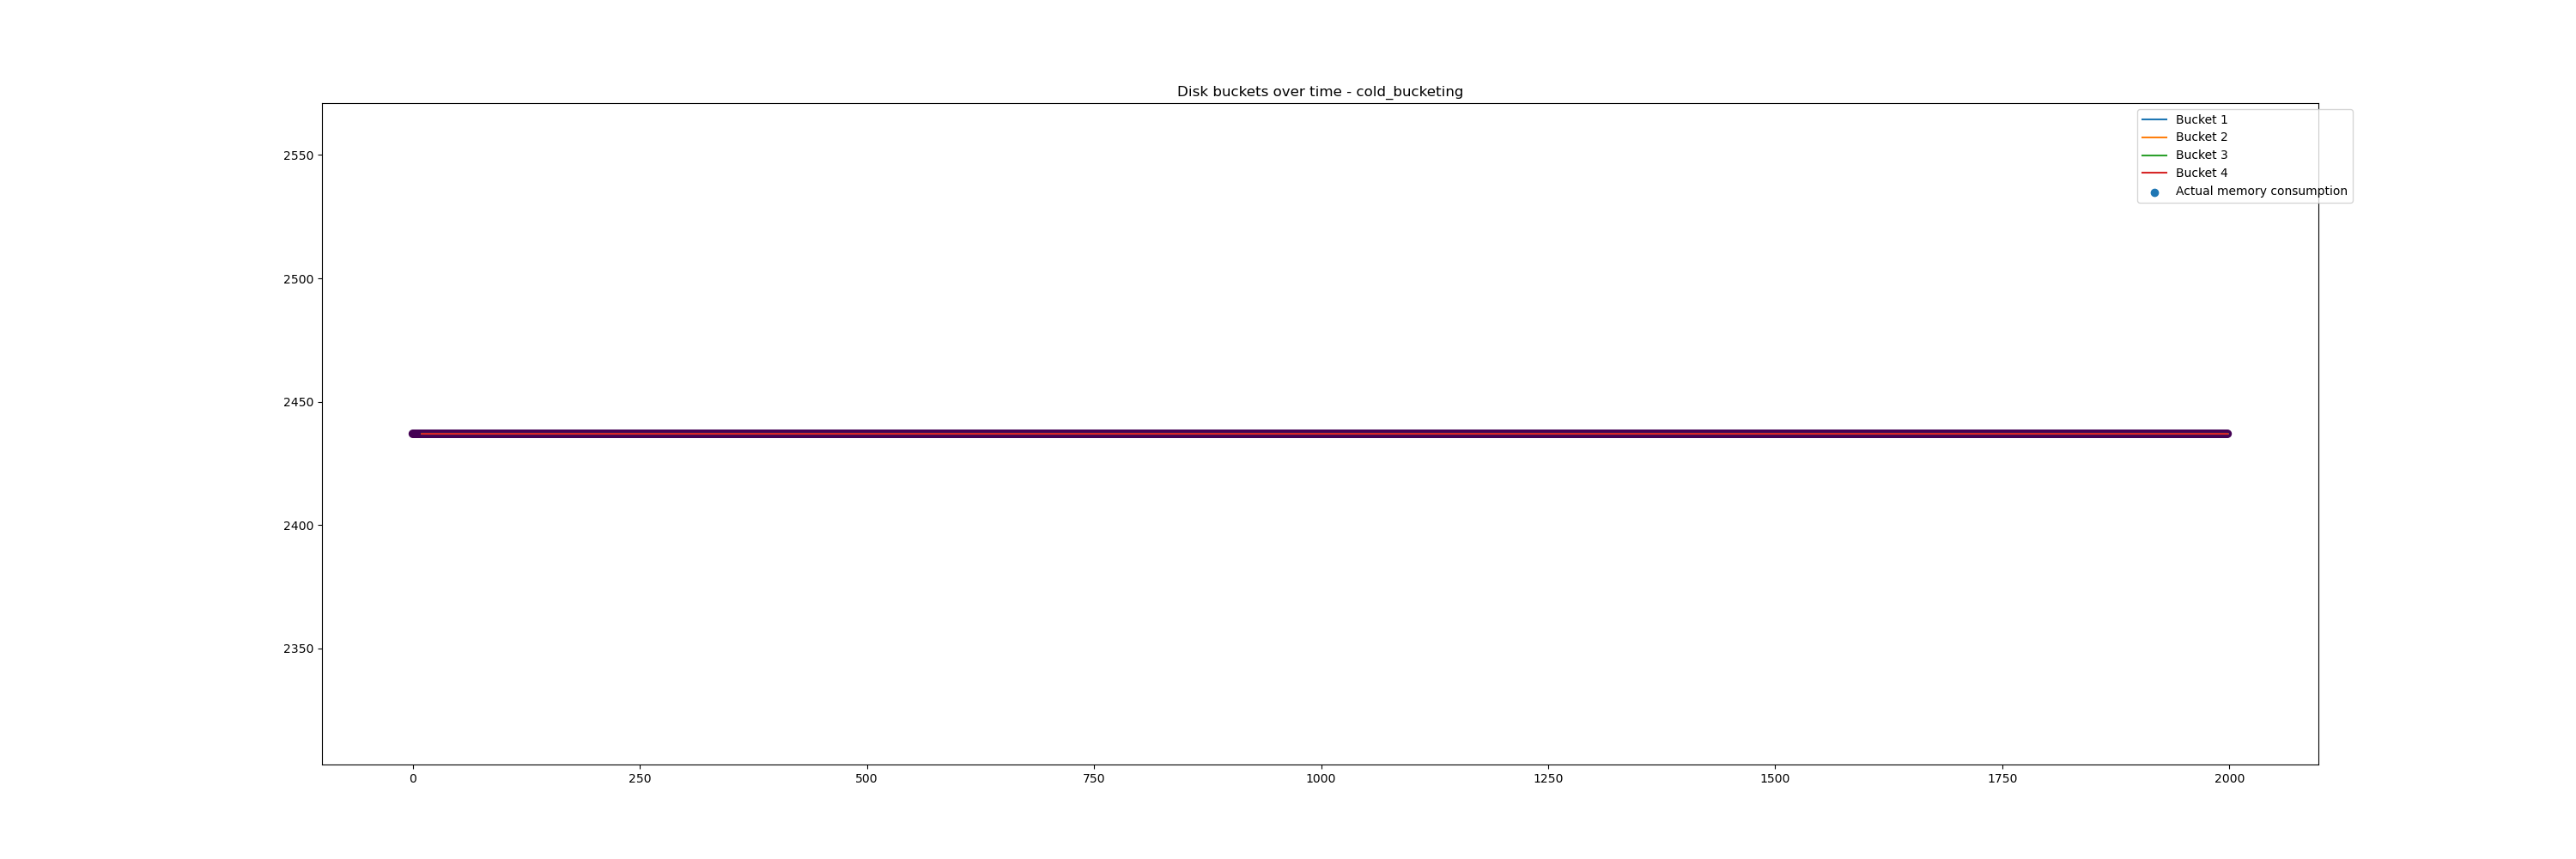 Disk buckets over time - cold_bucketing
Bucket 1
Bucket 2
Bucket 3
Bucket 4
Actual memory consumption
2550
2500
2450
2400
2350
0 250 500 750 1000 1250 1500 1750 2000